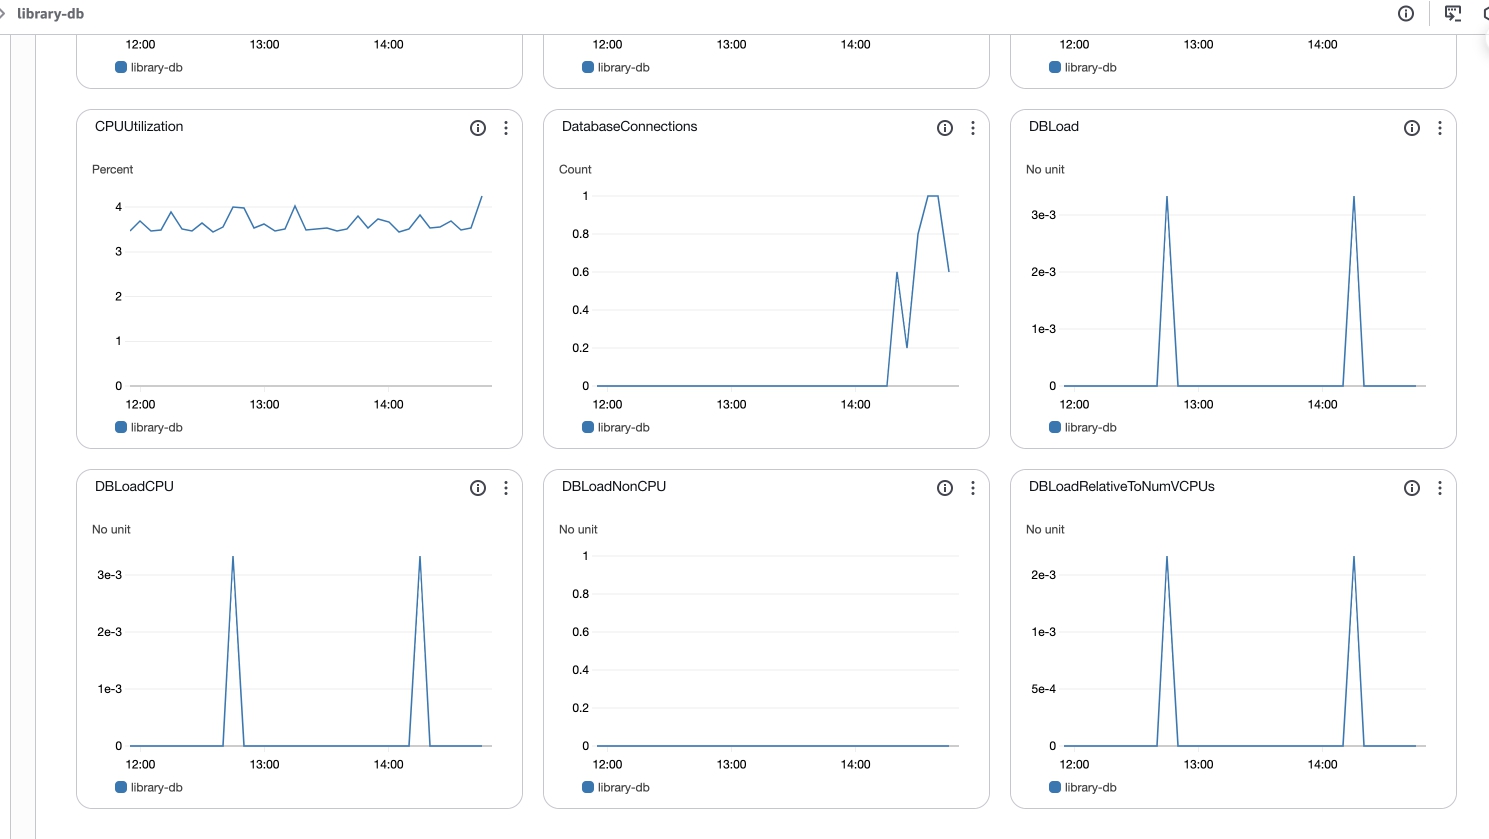 library-db
12:00 13:00 14:00
library-db
12:00 13:00 14:00
library-db
12:00 13:00 14:00
library-db
CPUUtilization
Percent
4
3
2
1
0
12:00 13:00 14:00
library-db
DatabaseConnections
Count
1
0.8
0.6
0.4
0.2
0
12:00 13:00 14:00
library-db
DBLoad
No unit
3e-3
2e-3
1e-3
0
12:00 13:00 14:00
library-db
DBLoadCPU
No unit
3e-3
2e-3
1e-3
0
12:00 13:00 14:00
library-db
DBLoadNonCPU
No unit
1
0.8
0.6
0.4
0.2
0
12:00 13:00 14:00
library-db
DBLoadRelativeToNumVCPUs
No unit
2e-3
1e-3
5e-4
0
12:00 13:00 14:00
library-db